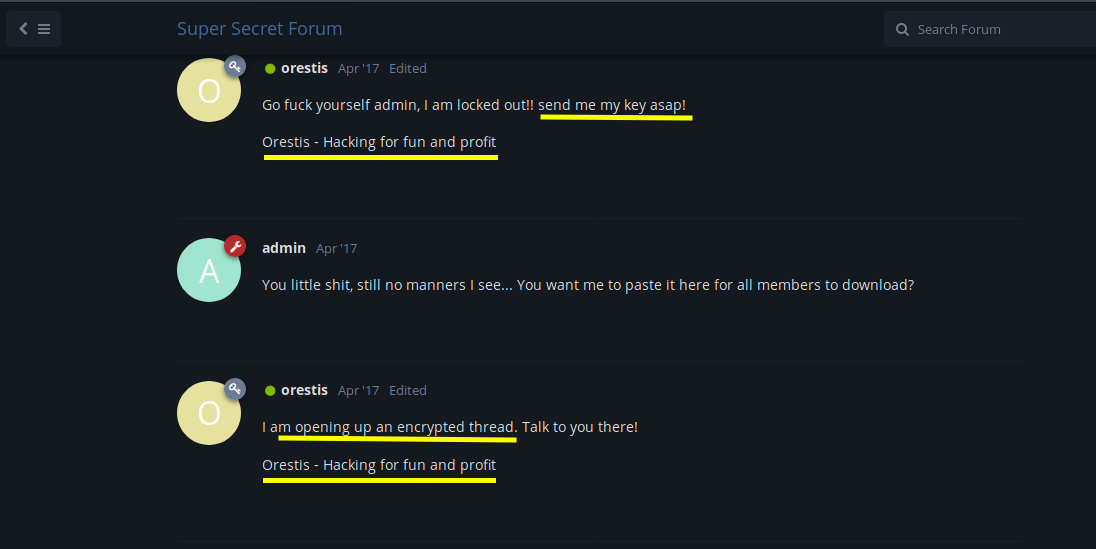 Super Secret Forum
Search Forum
O
orestis Apr '17 Edited
Go fuck yourself admin, I am locked out!! send me my key asap!
Orestis - Hacking for fun and profit
A
admin Apr '17
You little shit, still no manners I see... You want me to paste it here for all members to download?
O
orestis Apr '17 Edited
I am opening up an encrypted thread. Talk to you there!
Orestis - Hacking for fun and profit